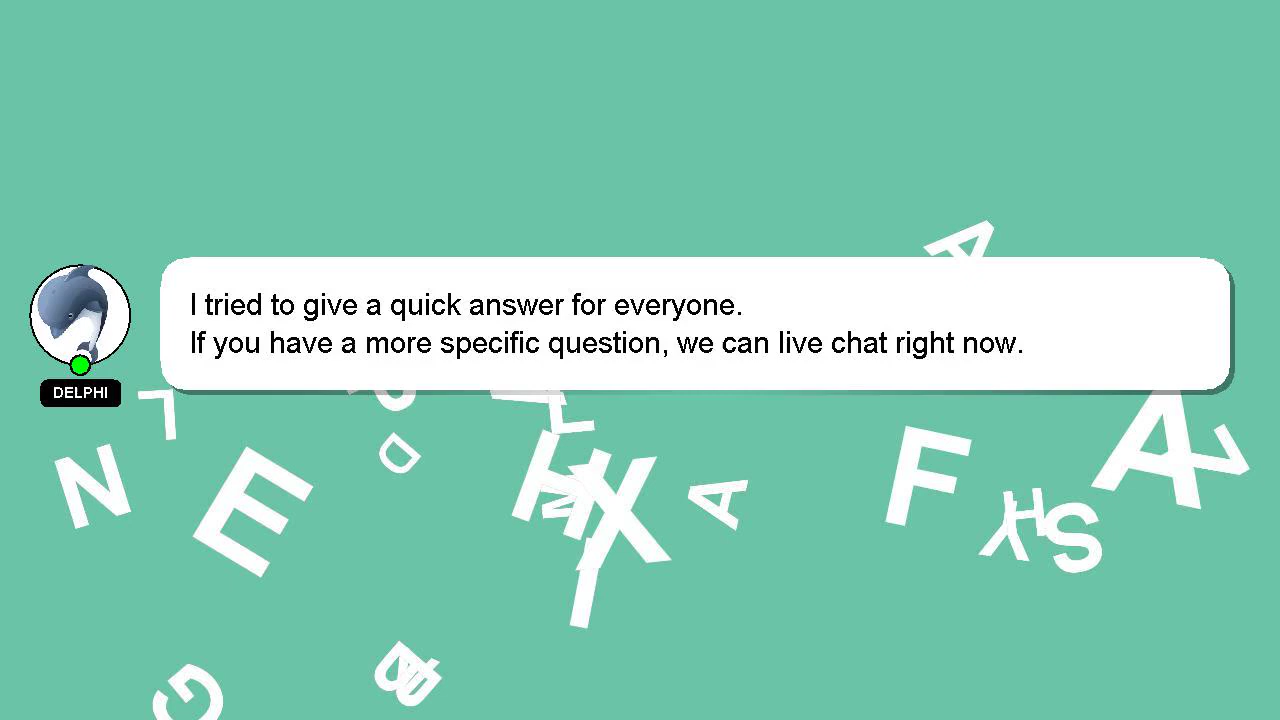 A
I tried to give a quick answer for everyone.
If you have a more specific question, we can live chat right now.
DELPHI
L
N
E
D
L
H
N
X
I
A
F
X
H
S
A
Z
G
B